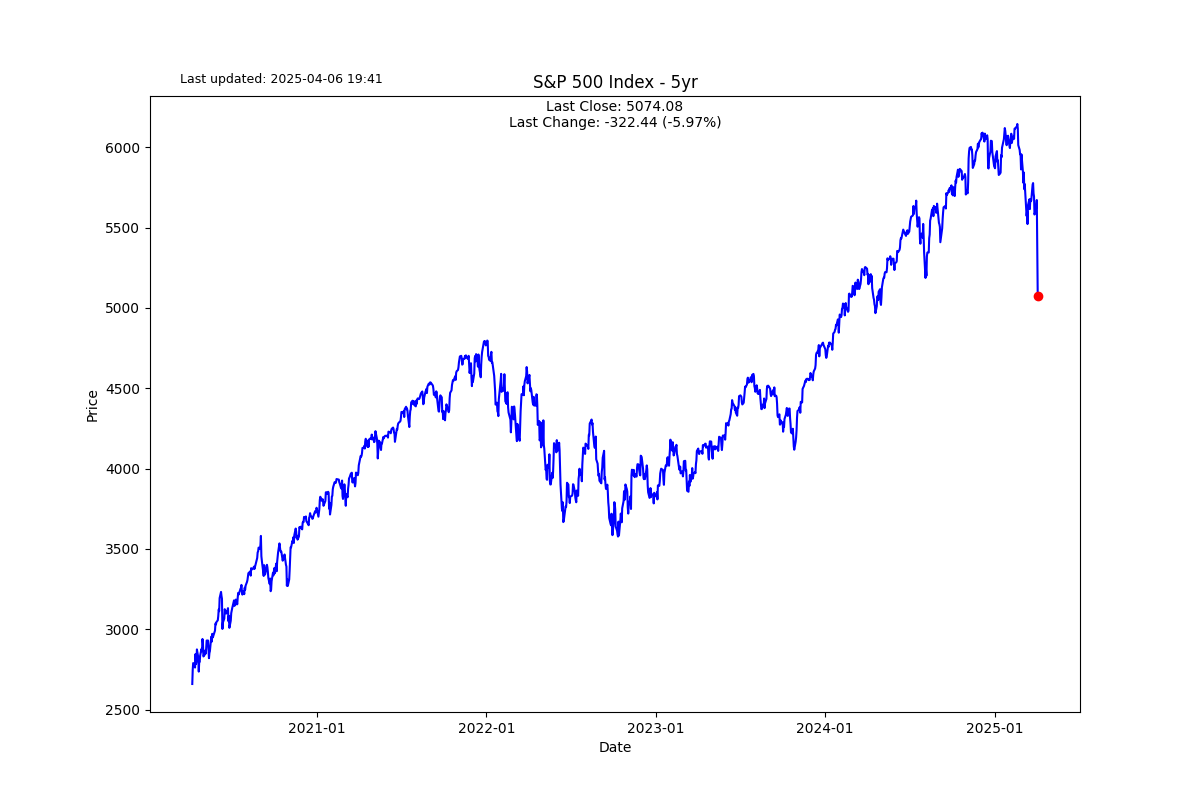 Last updated: 2025-04-06 19:41
S&P 500 Index - 5yr
Last Close: 5074.08
Last Change: -322.44 (-5.97%)
6000
5500
5000
4500
4000
3500
3000
2500
Price
2021-01
2022-01
2023-01
2024-01
2025-01
Date